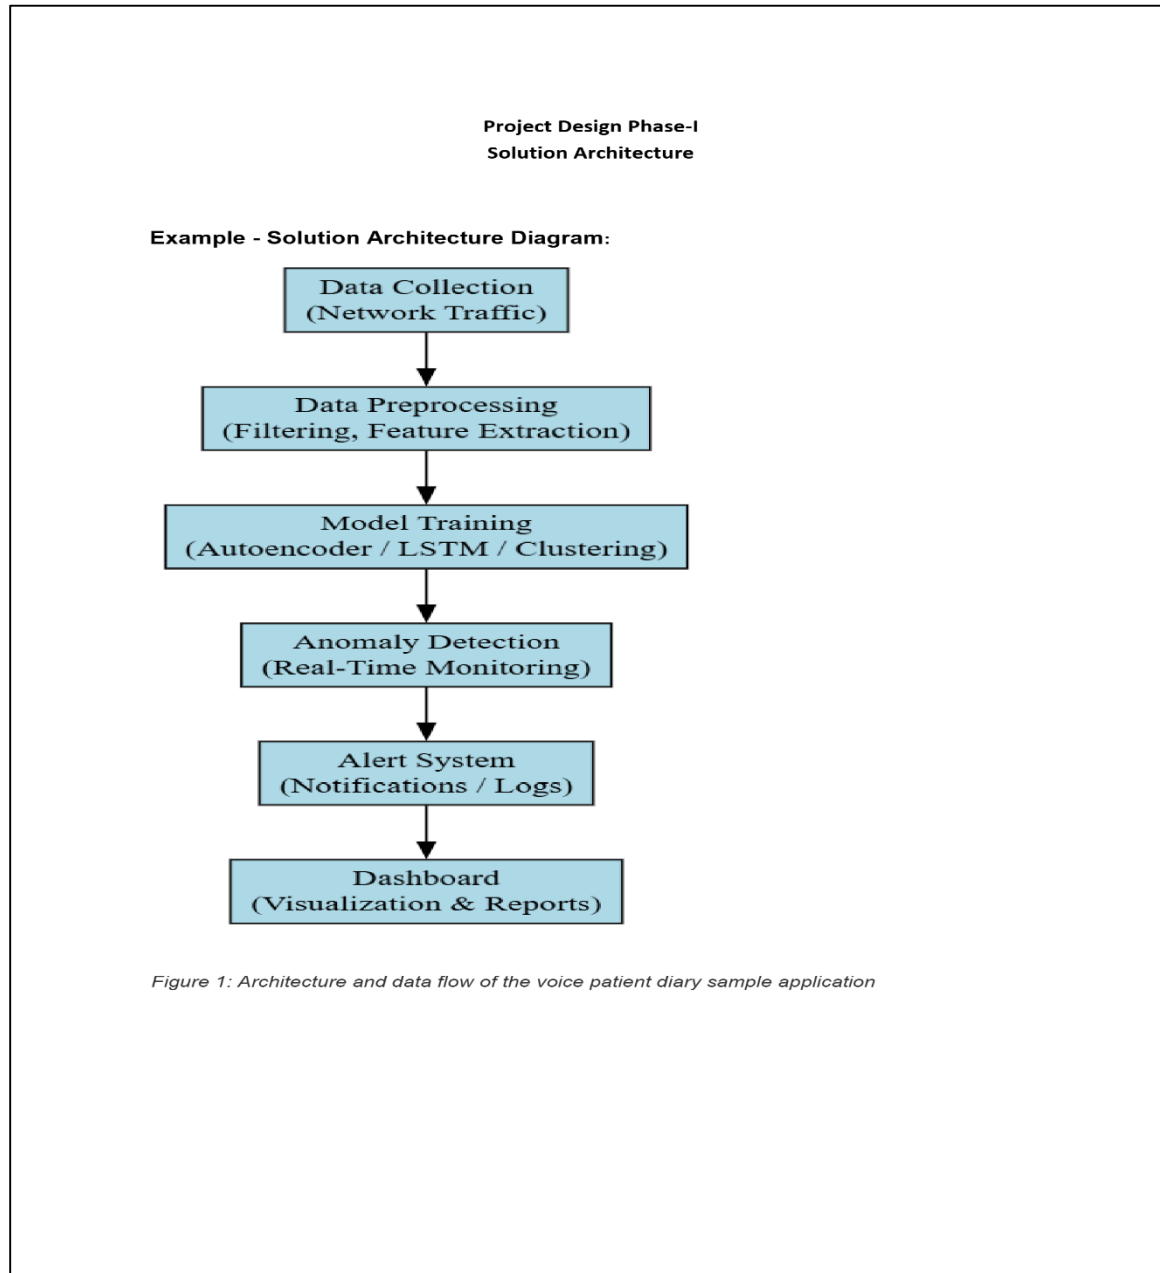 Project Design Phase-I
Solution Architecture
Example - Solution Architecture Diagram:
Data Collection
(Network Traffic)
Data Preprocessing
(Filtering, Feature Extraction)
Model Training
(Autoencoder / LSTM / Clustering)
Anomaly Detection
(Real-Time Monitoring)
Alert System
(Notifications / Logs)
Dashboard
(Visualization & Reports)
Figure 1: Architecture and data flow of the voice patient diary sample application